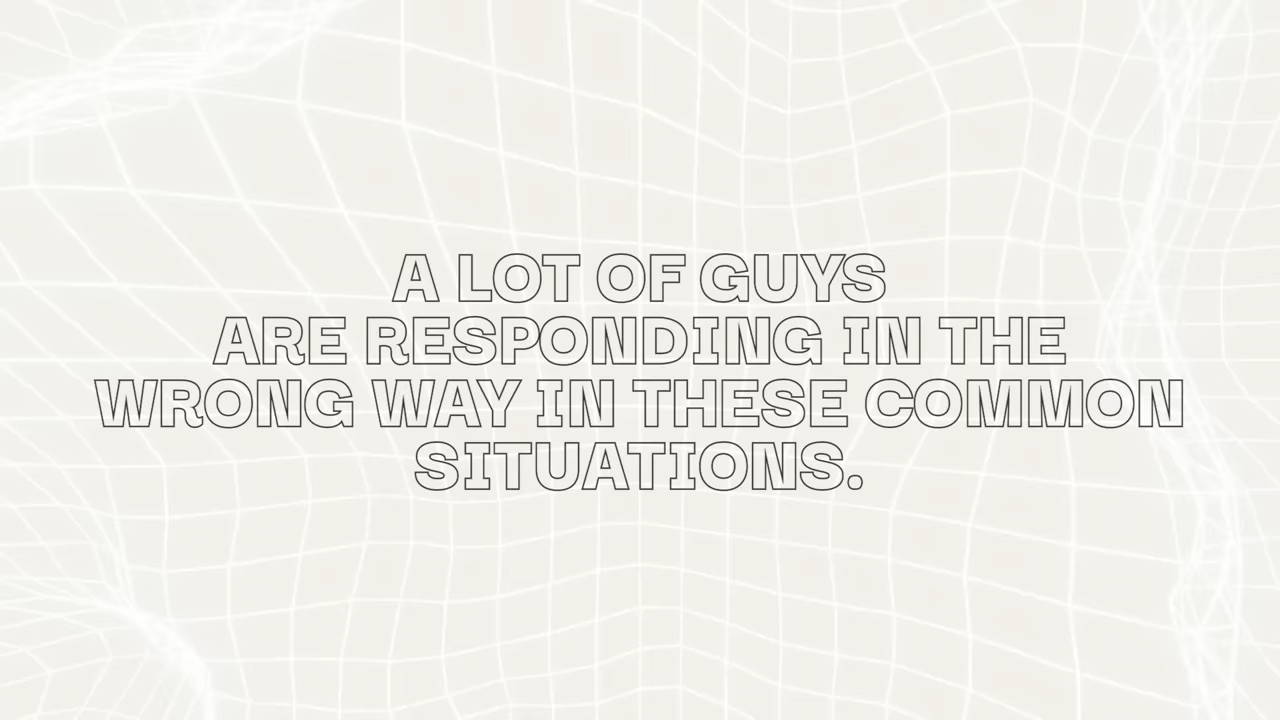 A LOT OF GUYS
ARE RESPONDING IN THE
WRONG WAY IN THESE COMMON
SITUATIONS.